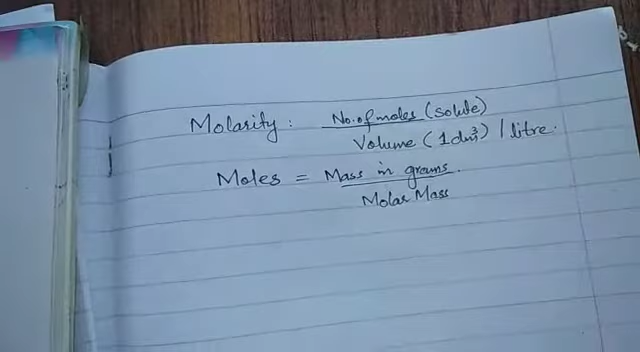 Molarity: No. of moles (solute)
Volume (1dm³) / litre.
Moles = Mass in grams.
Molar Mass